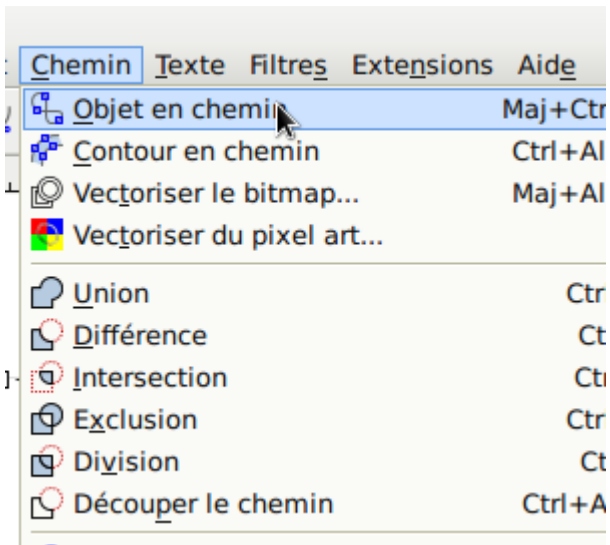 Chemin Texte Filtres Extensions Aide
Objet en chemin Maj+Ctr
Contour en chemin Ctrl+Al
Vectoriser le bitmap... Maj+Al
Vectoriser du pixel art...
Union Ctr
Différence Ct
Intersection Ctr
Exclusion Ctr
Division Ct
Découper le chemin Ctrl+A